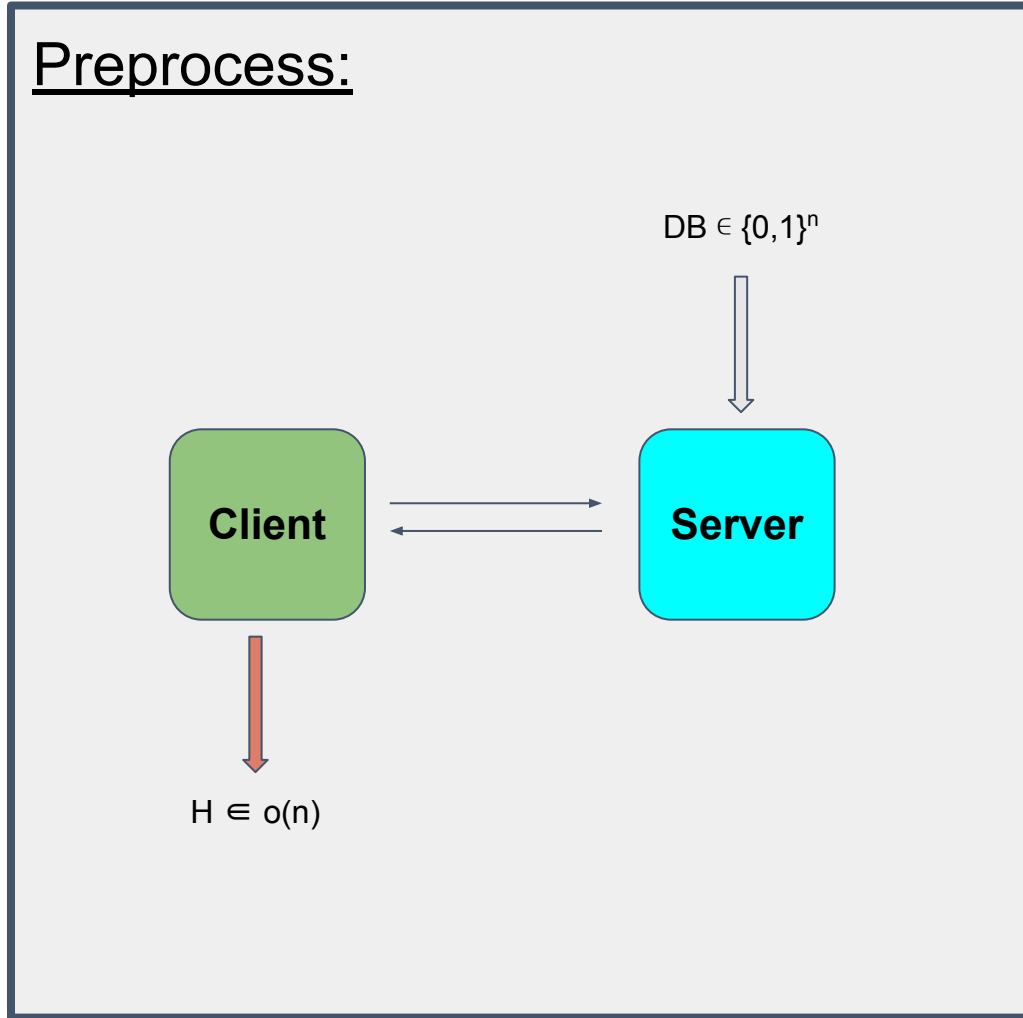 Preprocess:
DB ∈ {0,1}ⁿ
Client
Server
H ∈ o(n)